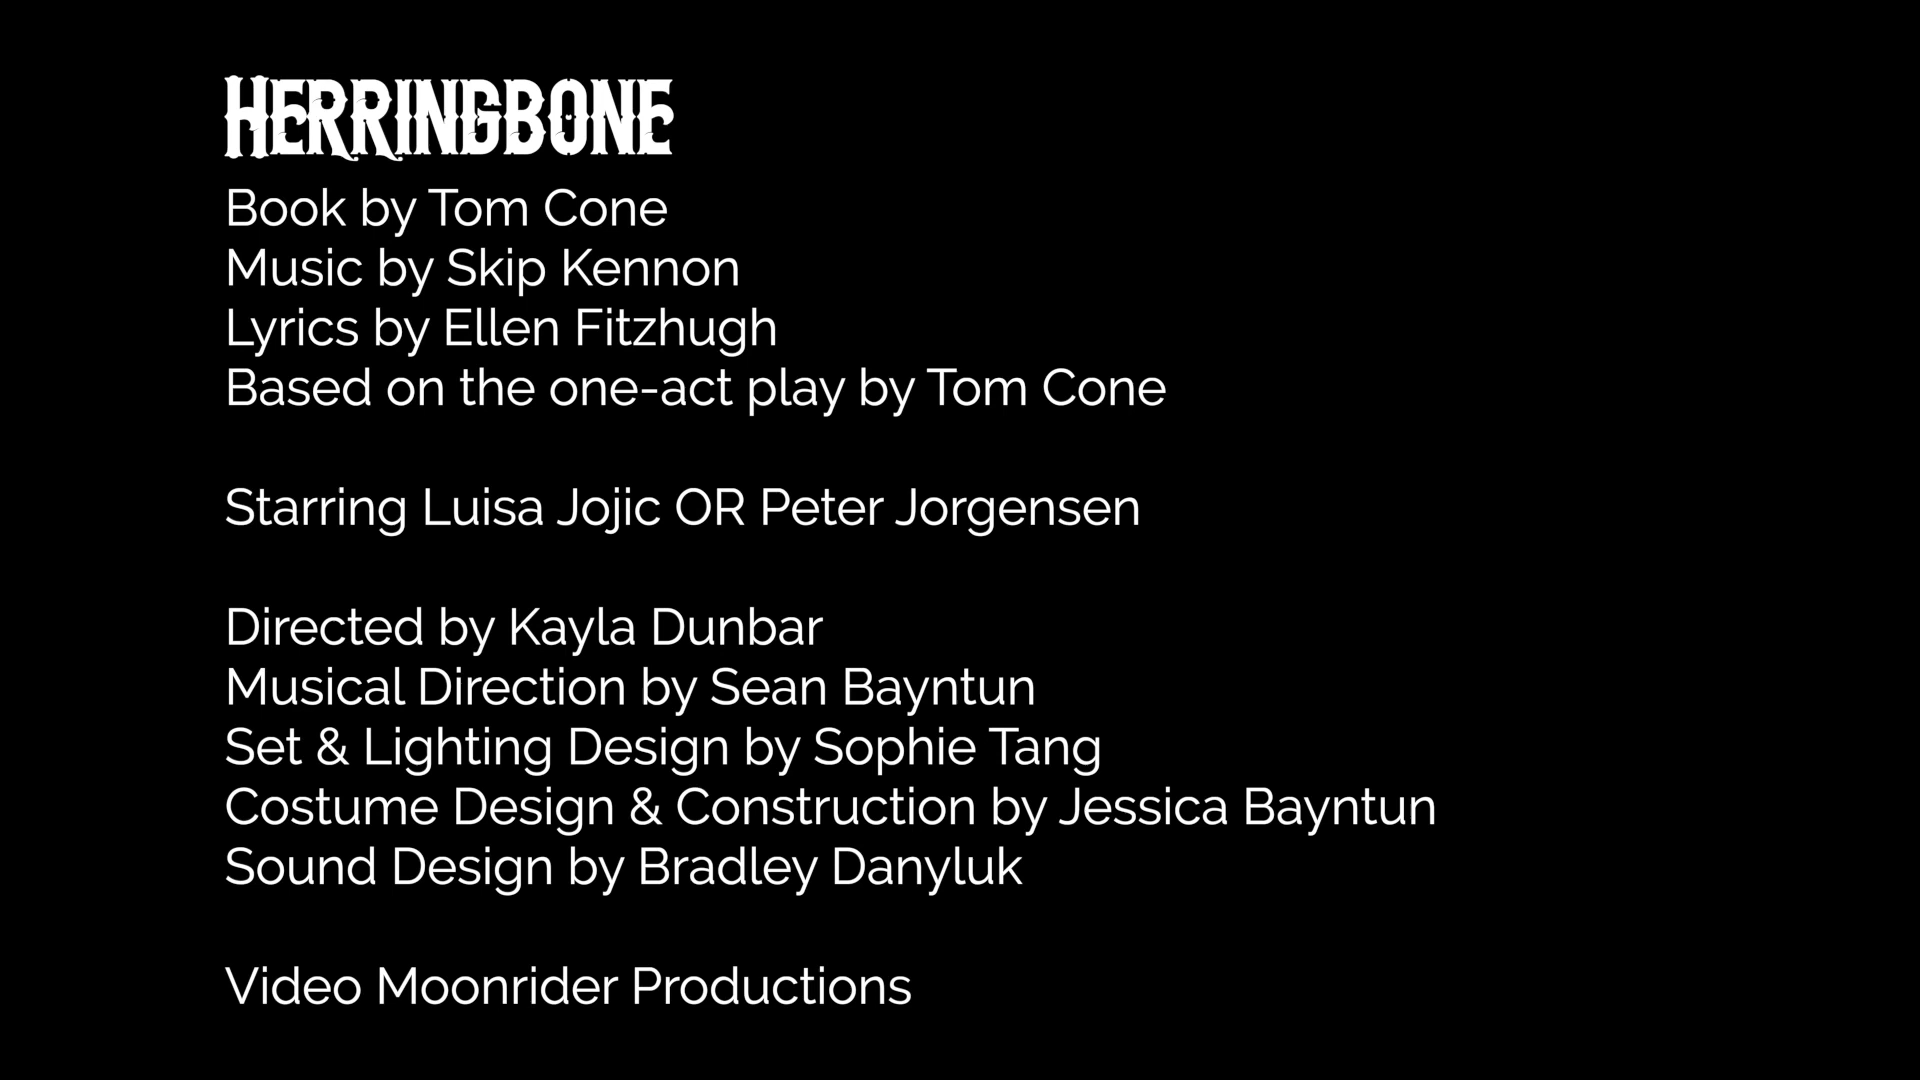 HERRINGBONE
Book by Tom Cone
Music by Skip Kennon
Lyrics by Ellen Fitzhugh
Based on the one-act play by Tom Cone
Starring Luisa Jojic OR Peter Jorgensen
Directed by Kayla Dunbar
Musical Direction by Sean Bayntun
Set & Lighting Design by Sophie Tang
Costume Design & Construction by Jessica Bayntun
Sound Design by Bradley Danyluk
Video Moonrider Productions